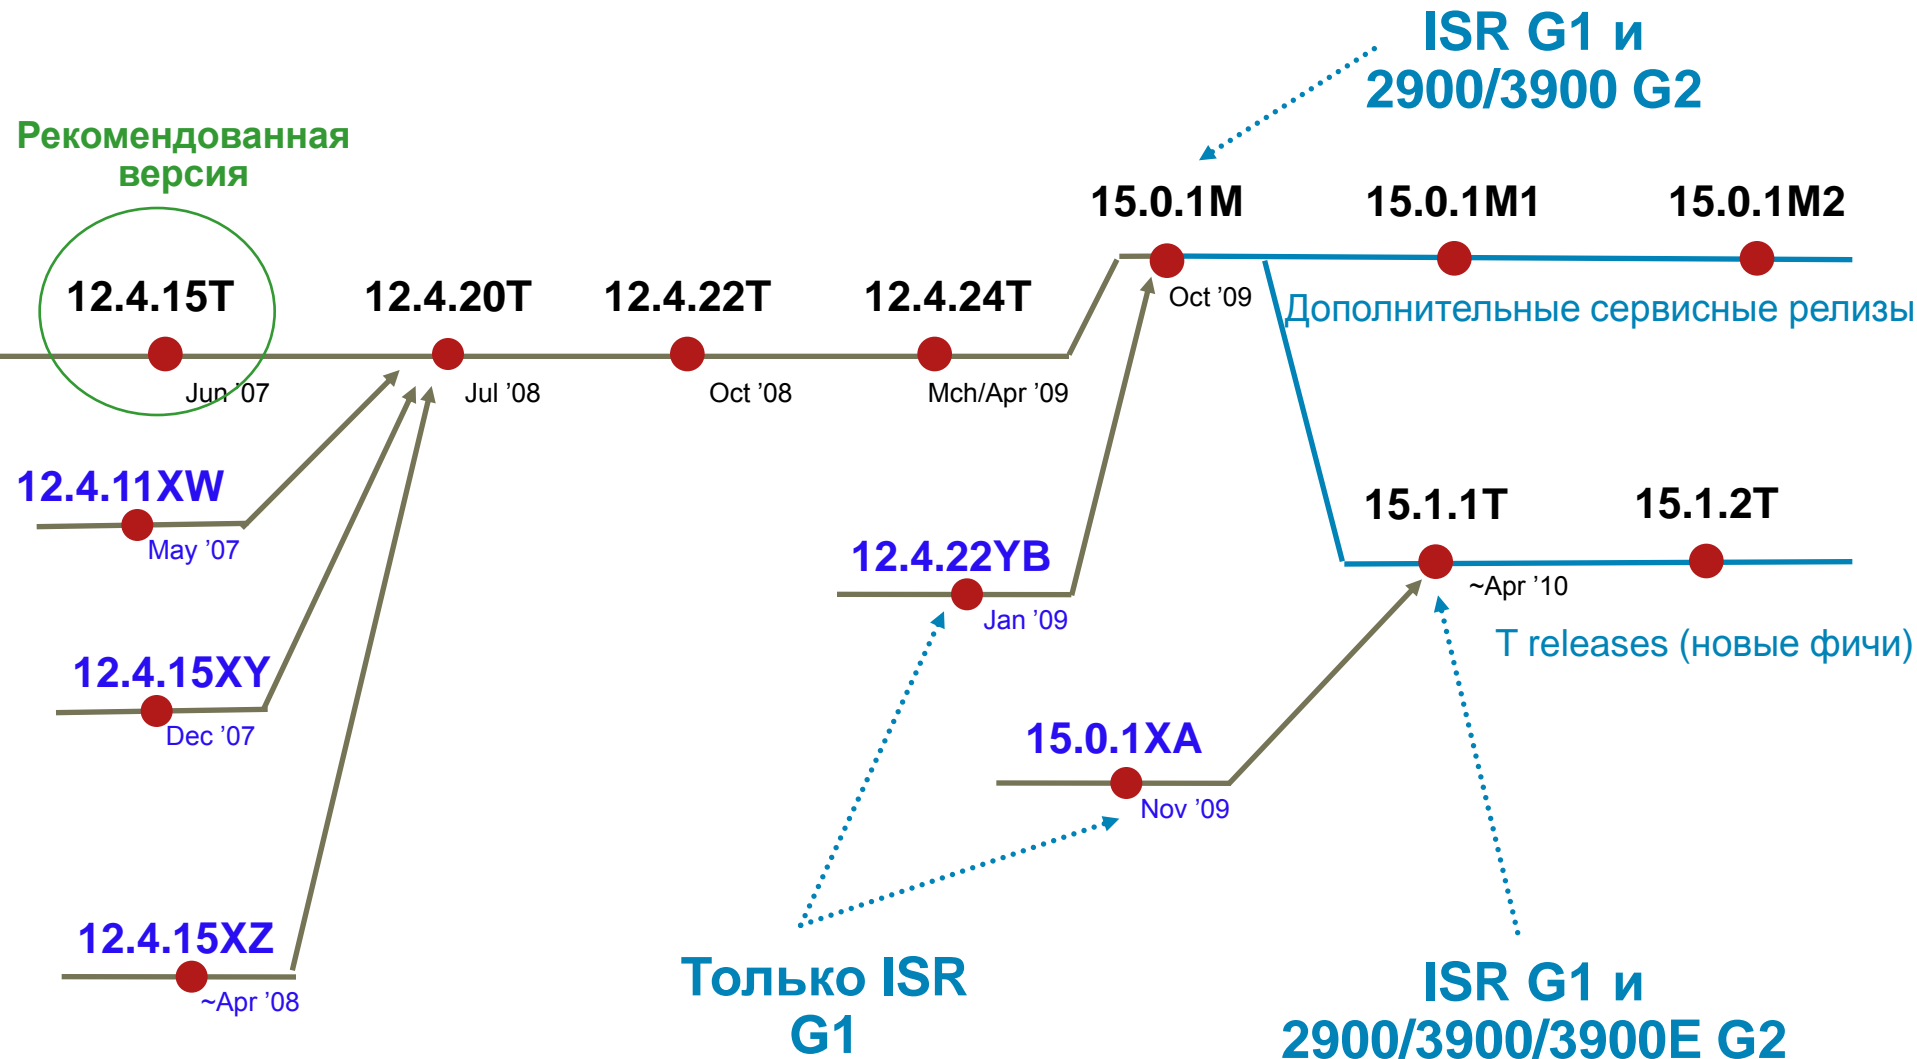 ISR G1 и
2900/3900 G2
Рекомендованная
версия
15.0.1M
15.0.1M1
15.0.1M2
12.4.15T
12.4.20T
12.4.22T
12.4.24T
Oct ’09
Дополнительные сервисные релизы
Jun ’07
Jul ’08
Oct ’08
Mch/Apr ’09
12.4.11XW
May ’07
15.1.1T
15.1.2T
12.4.22YB
Jan ’09
~Apr ’10
T releases (новые фичи)
12.4.15XY
Dec ’07
15.0.1XA
Nov ’09
12.4.15XZ
~Apr ’08
Только ISR
G1
ISR G1 и
2900/3900/3900E G2